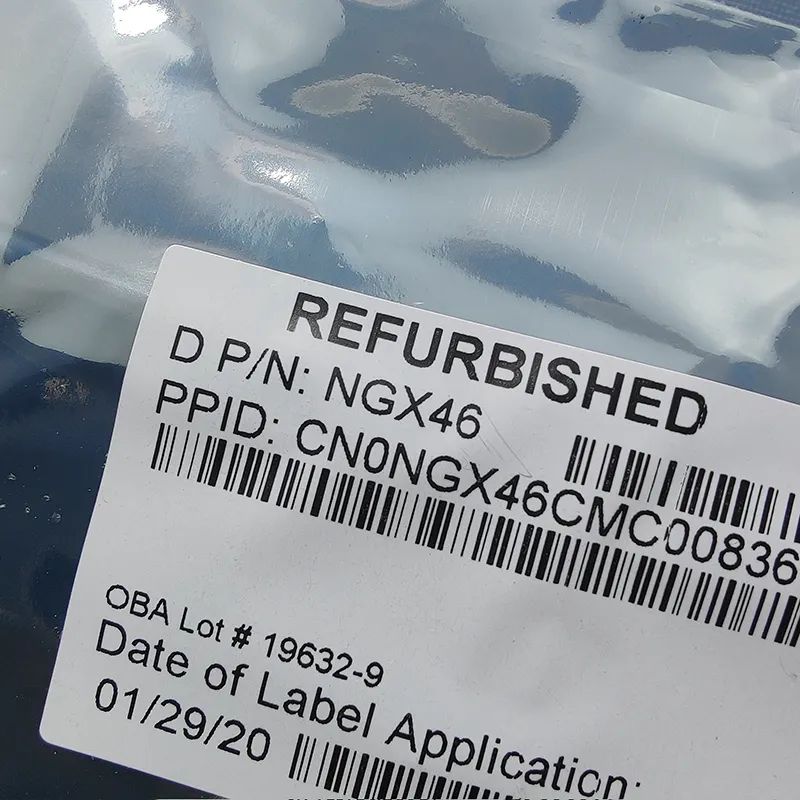 REFURBISHED
D P/N: NGX46
PPID: CN0NGX46CMC00836
OBA Lot # 19632-9
Date of Label Application:
01/29/20